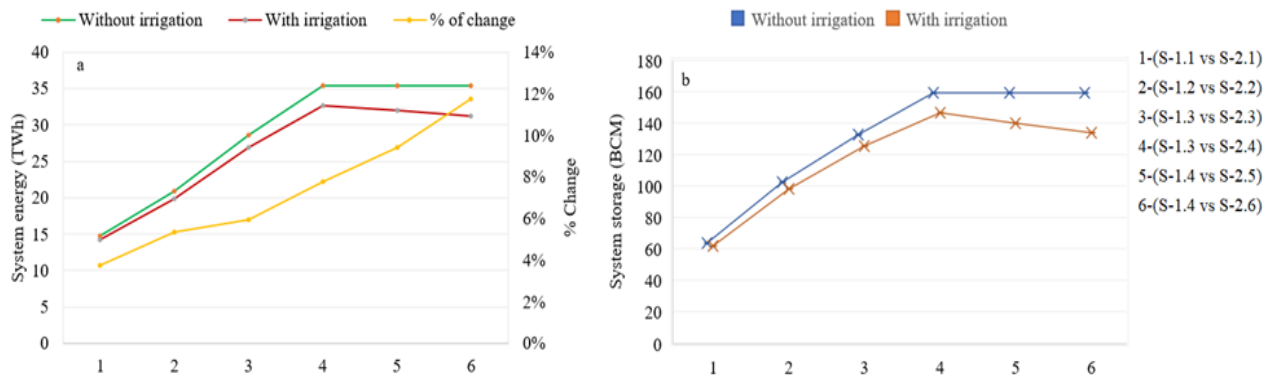 Without irrigation With irrigation % of change
a
System energy (TWh)
40
35
30
25
20
15
10
5
0
14%
12%
10%
8%
6%
4%
2%
0%
% Change
1 2 3 4 5 6
Without irrigation With irrigation
b
System storage (BCM)
180
160
140
120
100
80
60
40
20
0
1 2 3 4 5 6
1-(S-1.1 vs S-2.1)
2-(S-1.2 vs S-2.2)
3-(S-1.3 vs S-2.3)
4-(S-1.3 vs S-2.4)
5-(S-1.4 vs S-2.5)
6-(S-1.4 vs S-2.6)